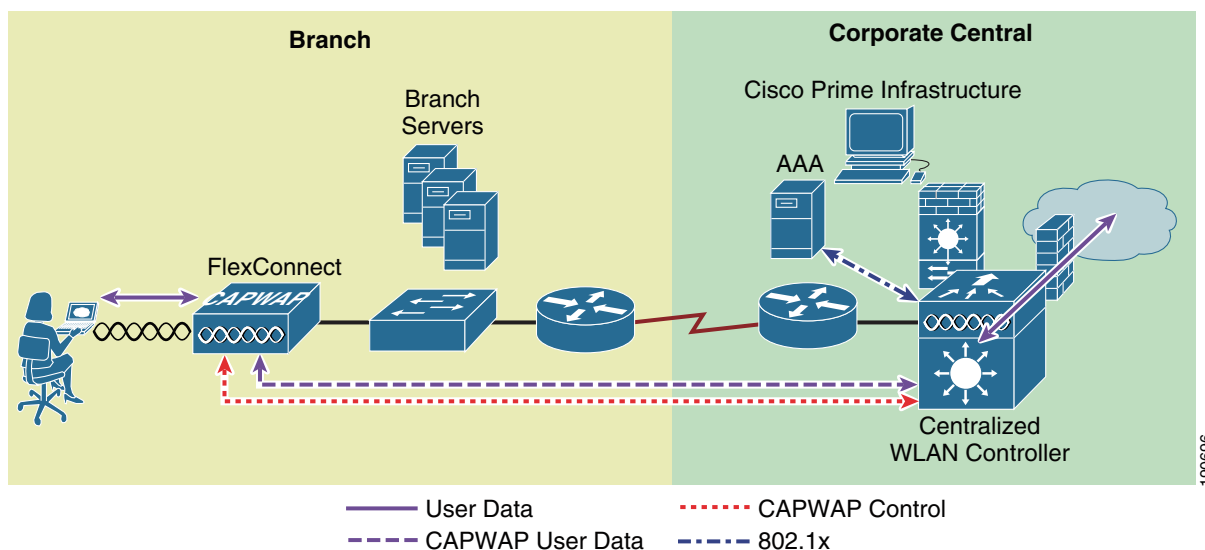 Branch
Corporate Central
Branch
Servers
Cisco Prime Infrastructure
AAA
FlexConnect
CAPWAP
Centralized
WLAN Controller
User Data
CAPWAP Control
CAPWAP User Data
802.1x